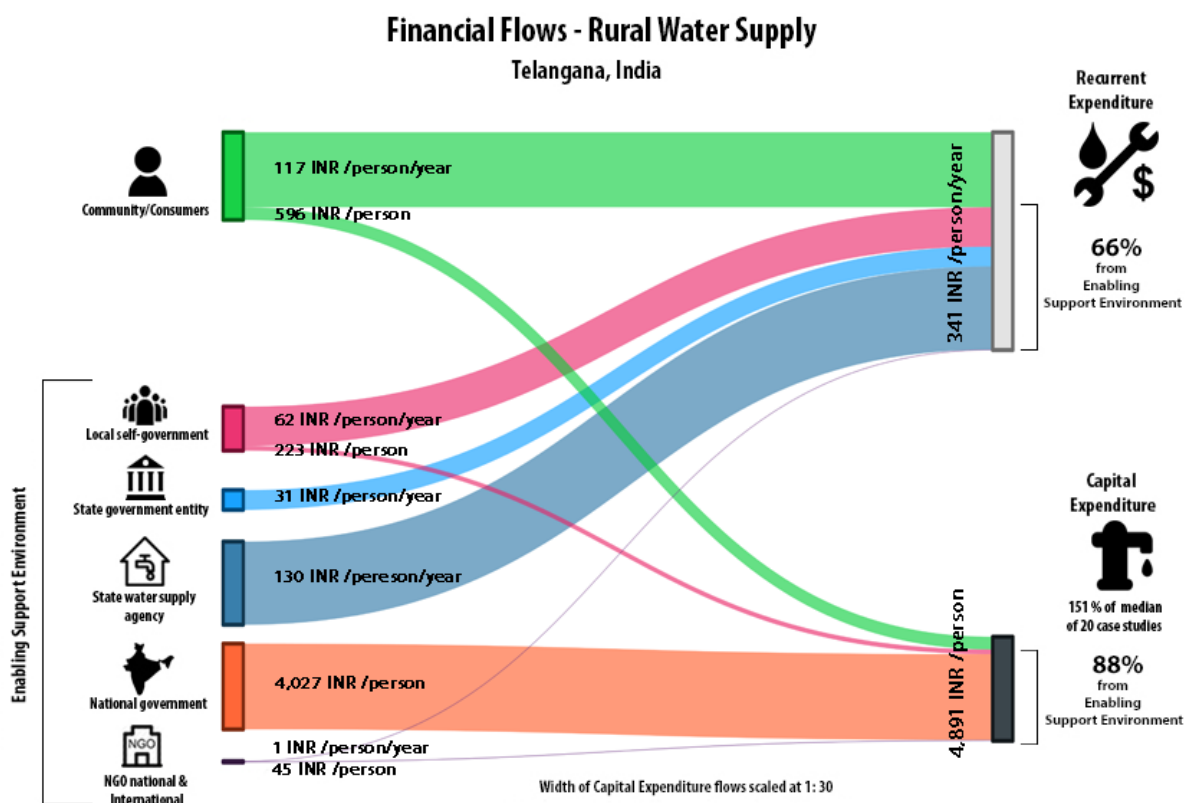 Financial Flows - Rural Water Supply
Telangana, India
Recurrent
Expenditure
$
66%
from
Enabling
Support Environment
Community/Consumers
117 INR /person/year
596 INR /person
341 INR /person/year
Enabling Support Environment
Local self-government
62 INR /person/year
223 INR /person
State government entity
31 INR /person/year
State water supply
agency
130 INR /pereson/year
National government
4,027 INR /person
NGO
NGO national &
International
1 INR /person/year
45 INR /person
Capital
Expenditure
151 % of median
of 20 case studies
4,891 INR /person
88%
from
Enabling
Support Environment
Width of Capital Expenditure flows scaled at 1: 30